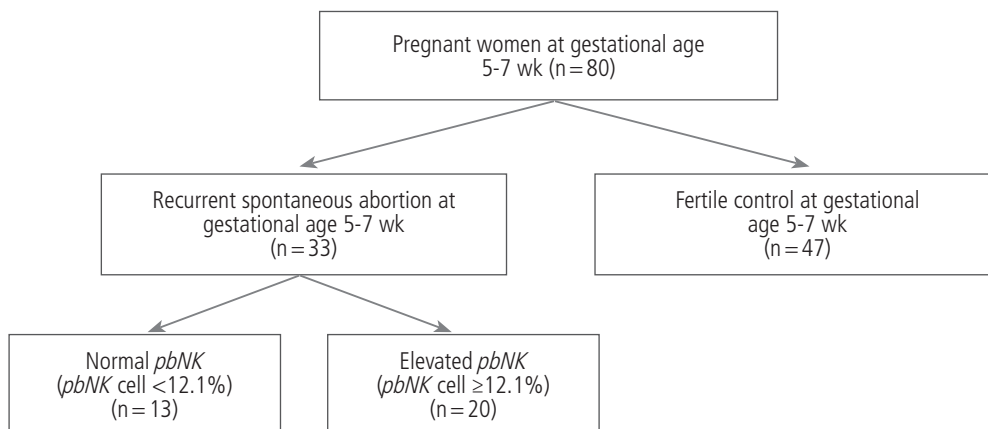 Pregnant women at gestational age
5-7 wk (n=80)
Recurrent spontaneous abortion at
gestational age 5-7 wk
(n=33)
Fertile control at gestational
age 5-7 wk
(n=47)
Normal pbNK
(pbNK cell <12.1%)
(n=13)
Elevated pbNK
(pbNK cell ≥12.1%)
(n=20)